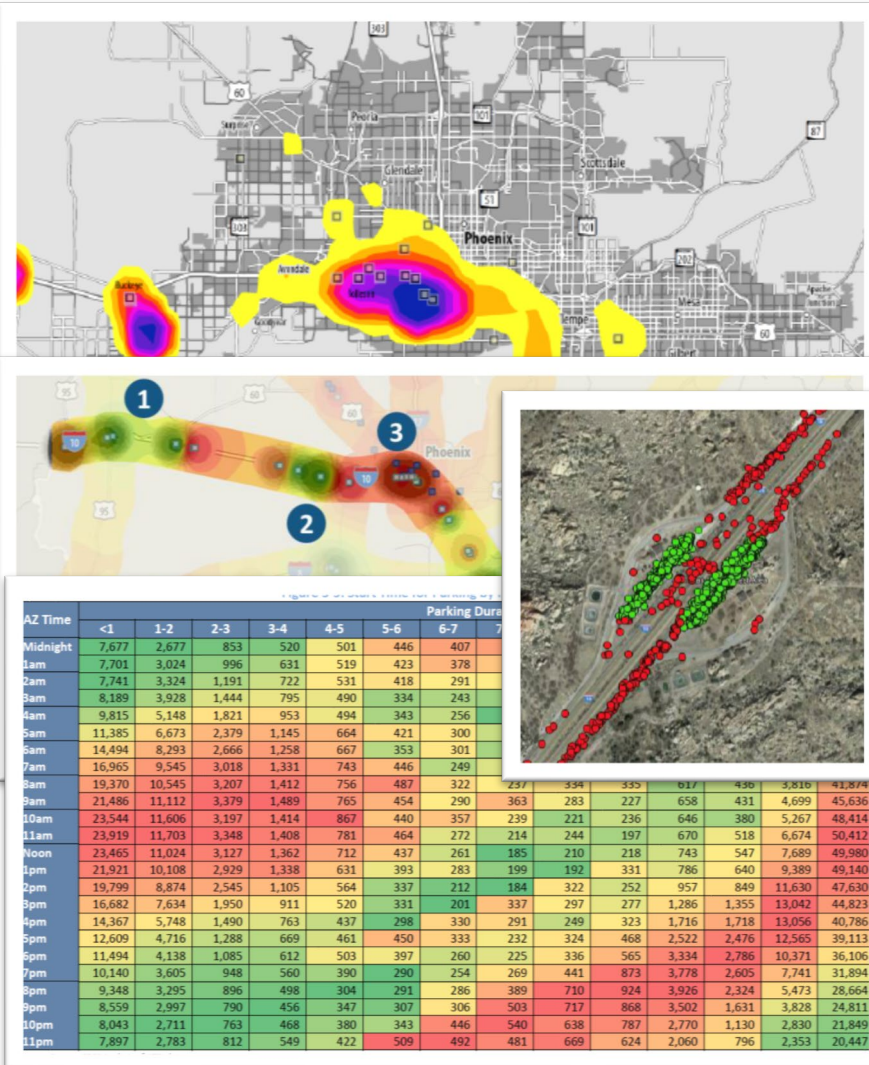 303
60
Surprise
Peoria
101
87
Glendale
Scottsdale
51
303
Phoenix
101
202
Buckeye
Avondale
Tolleson
Mesa
Apache
Goodyear
Tempe
60
Gilbert
95
60
1
60
3
10
10
Phoenix
2
95
8
AZ Time
Parking Dura
<1 1-2 2-3 3-4 4-5 5-6 6-7 7
Midnight 7,677 2,677 853 520 501 446 407
1am 7,701 3,024 996 631 519 423 378
2am 7,741 3,324 1,191 722 531 418 291
3am 8,189 3,928 1,444 795 490 334 243
4am 9,815 5,148 1,821 953 494 343 256
5am 11,385 6,673 2,379 1,145 664 421 300
6am 14,494 8,293 2,666 1,258 667 353 301
7am 16,965 9,545 3,018 1,331 743 446 249
8am 19,370 10,545 3,207 1,412 756 487 322 237 334 335 617 436 3,816 41,874
9am 21,486 11,112 3,379 1,489 765 454 290 363 283 227 658 431 4,699 45,636
10am 23,544 11,606 3,197 1,414 867 440 357 239 221 236 646 380 5,267 48,414
11am 23,919 11,703 3,348 1,408 781 464 272 214 244 197 670 518 6,674 50,412
Noon 23,465 11,024 3,127 1,362 712 437 261 185 210 218 743 547 7,689 49,980
1pm 21,921 10,108 2,929 1,338 631 393 283 199 192 331 786 640 9,389 49,140
2pm 19,799 8,874 2,545 1,105 564 337 212 184 322 252 957 849 11,630 47,630
3pm 16,682 7,634 1,950 911 520 331 201 337 297 277 1,286 1,355 13,042 44,823
4pm 14,367 5,748 1,490 763 437 298 330 291 249 323 1,716 1,718 13,056 40,786
5pm 12,609 4,716 1,288 669 461 450 333 232 324 468 2,522 2,476 12,565 39,113
6pm 11,494 4,138 1,085 612 503 397 260 225 336 565 3,334 2,786 10,371 36,106
7pm 10,140 3,605 948 560 390 290 254 269 441 873 3,778 2,605 7,741 31,894
8pm 9,348 3,295 896 498 304 291 286 389 710 924 3,926 2,324 5,473 28,664
9pm 8,559 2,997 790 456 347 307 306 503 717 868 3,502 1,631 3,828 24,811
10pm 8,043 2,711 763 468 380 343 446 540 638 787 2,770 1,130 2,830 21,849
11pm 7,897 2,783 812 549 422 509 492 481 669 624 2,060 796 2,353 20,447